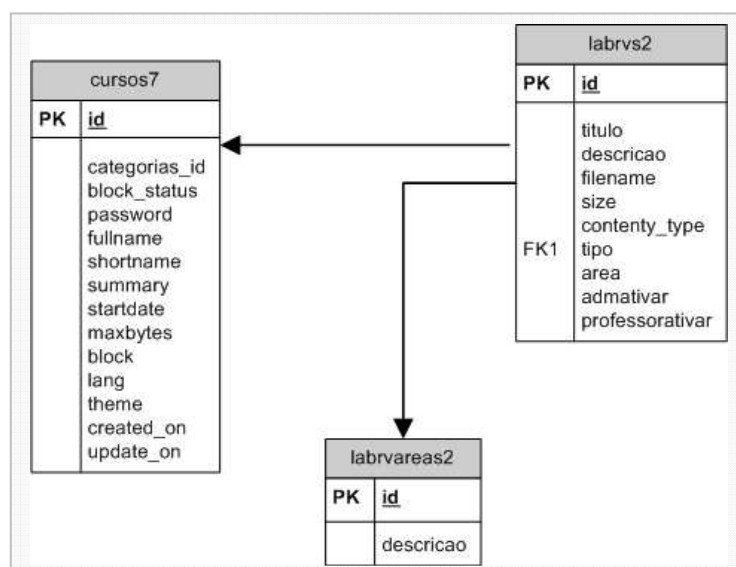 cursos7
PK id
categorias_id
block_status
password
fullname
shortname
summary
startdate
maxbytes
block
lang
theme
created_on
update_on
labrvs2
PK id
titulo
descricao
filename
size
contenty_type
FK1 tipo
area
admativar
professorativar
labrvareas2
PK id
descricao